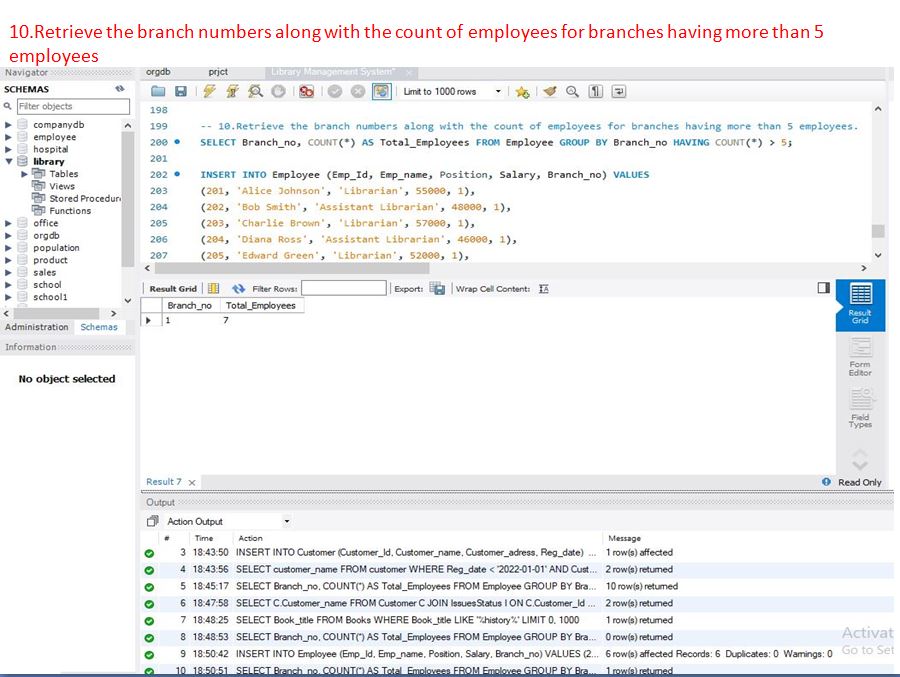 10.Retrieve the branch numbers along with the count of employees for branches having more than 5
employees
Navigator
orgdb prjct Library Management System*
SCHEMAS
Limit to 1000 rows
Filter objects
companydb
employee
hospital
library
Tables
Views
Stored Procedure
Functions
office
orgdb
population
product
sales
school
school1
Administration Schemas
Information
No object selected
198
199 -- 10.Retrieve the branch numbers along with the count of employees for branches having more than 5 employees.
200 SELECT Branch_no, COUNT(*) AS Total_Employees FROM Employee GROUP BY Branch_no HAVING COUNT(*) > 5;
201
202 INSERT INTO Employee (Emp_Id, Emp_name, Position, Salary, Branch_no) VALUES
203 (201, 'Alice Johnson', 'Librarian', 55000, 1),
204 (202, 'Bob Smith', 'Assistant Librarian', 48000, 1),
205 (203, 'Charlie Brown', 'Librarian', 57000, 1),
206 (204, 'Diana Ross', 'Assistant Librarian', 46000, 1),
207 (205, 'Edward Green', 'Librarian', 52000, 1),
Result Grid Filter Rows: Export: Wrap Cell Content:
Branch_no Total_Employees
1 7
Result
Grid
Form
Editor
Field
Types
Result 7 Read Only
Output
Action Output
# Time Action Message
3 18:43:50 INSERT INTO Customer (Customer_Id, Customer_name, Customer_adress, Reg_date) ... 1 row(s) affected
4 18:43:56 SELECT customer_name FROM customer WHERE Reg_date < '2022-01-01' AND Cust... 2 row(s) returned
5 18:45:17 SELECT Branch_no, COUNT(*) AS Total_Employees FROM Employee GROUP BY Bra... 10 row(s) returned
6 18:47:58 SELECT C.Customer_name FROM Customer C JOIN IssuesStatus I ON C.Customer_Id ... 2 row(s) returned
7 18:48:25 SELECT Book_title FROM Books WHERE Book_title LIKE '%history%' LIMIT 0, 1000 1 row(s) returned
8 18:48:53 SELECT Branch_no, COUNT(*) AS Total_Employees FROM Employee GROUP BY Bra... 0 row(s) returned
9 18:50:42 INSERT INTO Employee (Emp_Id, Emp_name, Position, Salary, Branch_no) VALUES (2... 6 row(s) affected Records: 6 Duplicates: 0 Warnings: 0
10 18:50:51 SELECT Branch_no, COUNT(*) AS Total_Employees FROM Employee GROUP BY Bra... 1 row(s) returned
Activat
Go to Set